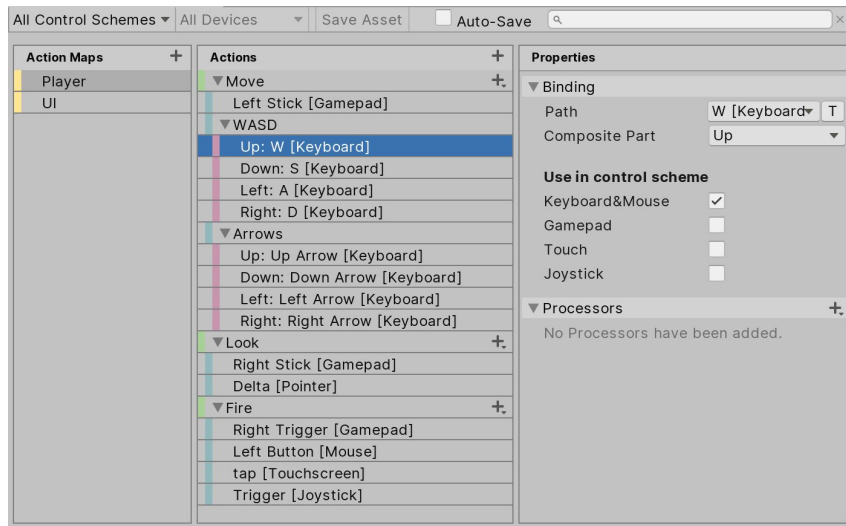 All Control Schemes All Devices Save Asset Auto-Save
Action Maps
Player
UI
Actions
Move
Left Stick [Gamepad]
WASD
Up: W [Keyboard]
Down: S [Keyboard]
Left: A [Keyboard]
Right: D [Keyboard]
Arrows
Up: Up Arrow [Keyboard]
Down: Down Arrow [Keyboard]
Left: Left Arrow [Keyboard]
Right: Right Arrow [Keyboard]
Look
Right Stick [Gamepad]
Delta [Pointer]
Fire
Right Trigger [Gamepad]
Left Button [Mouse]
tap [Touchscreen]
Trigger [Joystick]
Properties
Binding
Path W [Keyboard T
Composite Part Up
Use in control scheme
Keyboard&Mouse
Gamepad
Touch
Joystick
Processors
No Processors have been added.